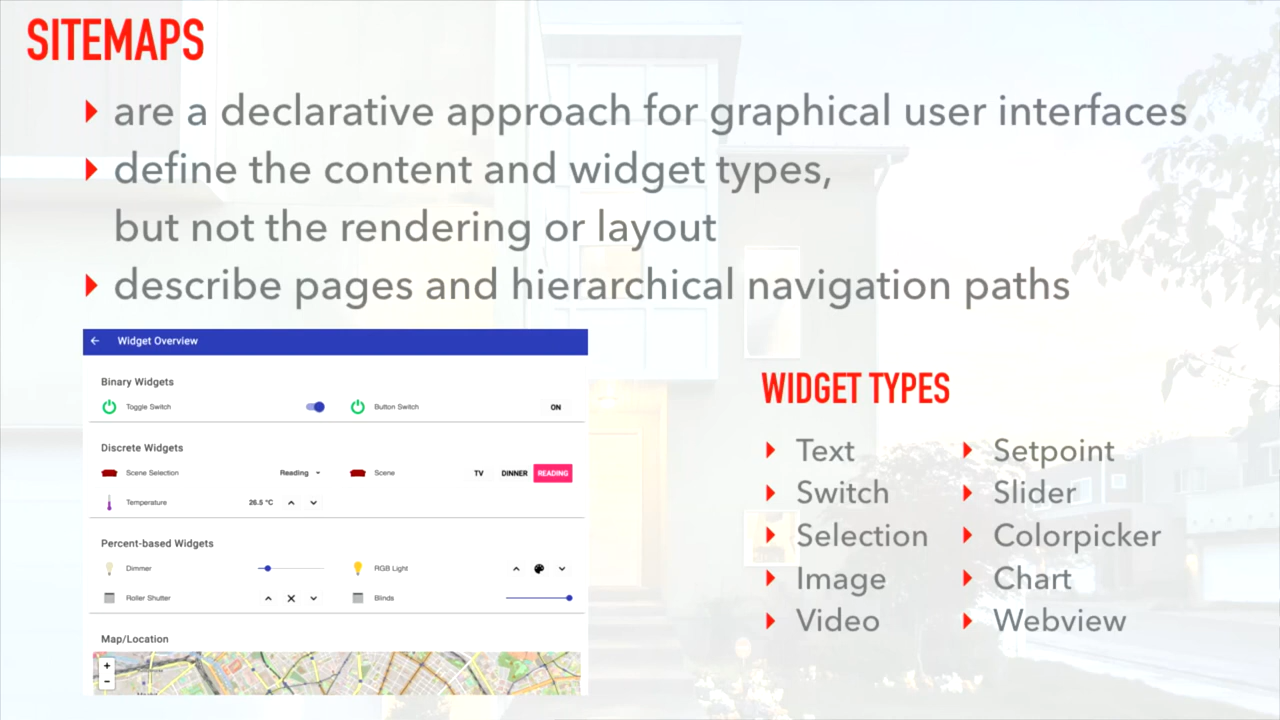 SITEMAPS
are a declarative approach for graphical user interfaces
define the content and widget types,
but not the rendering or layout
describe pages and hierarchical navigation paths
Widget Overview
Binary Widgets
Toggle Switch
Button Switch
ON
Discrete Widgets
Scene Selection
Reading
Scene
TV
DINNER
READING
Temperature
26.5 °C
Percent-based Widgets
Dimmer
RGB Light
Roller Shutter
Blinds
Map/Location
+
-
WIDGET TYPES
Text
Switch
Selection
Image
Video
Setpoint
Slider
Colorpicker
Chart
Webview